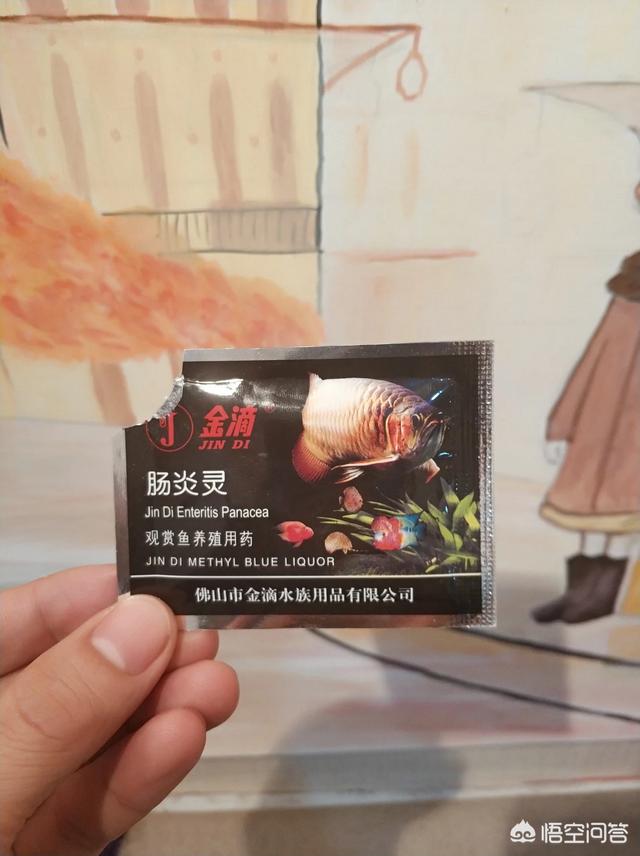 J
金滴
JIN DI
肠炎灵
Jin Di Enteritis Panacea
观赏鱼养殖用药
JIN DI METHYL BLUE LIQUOR
佛山市金滴水族用品有限公司
悟空问答